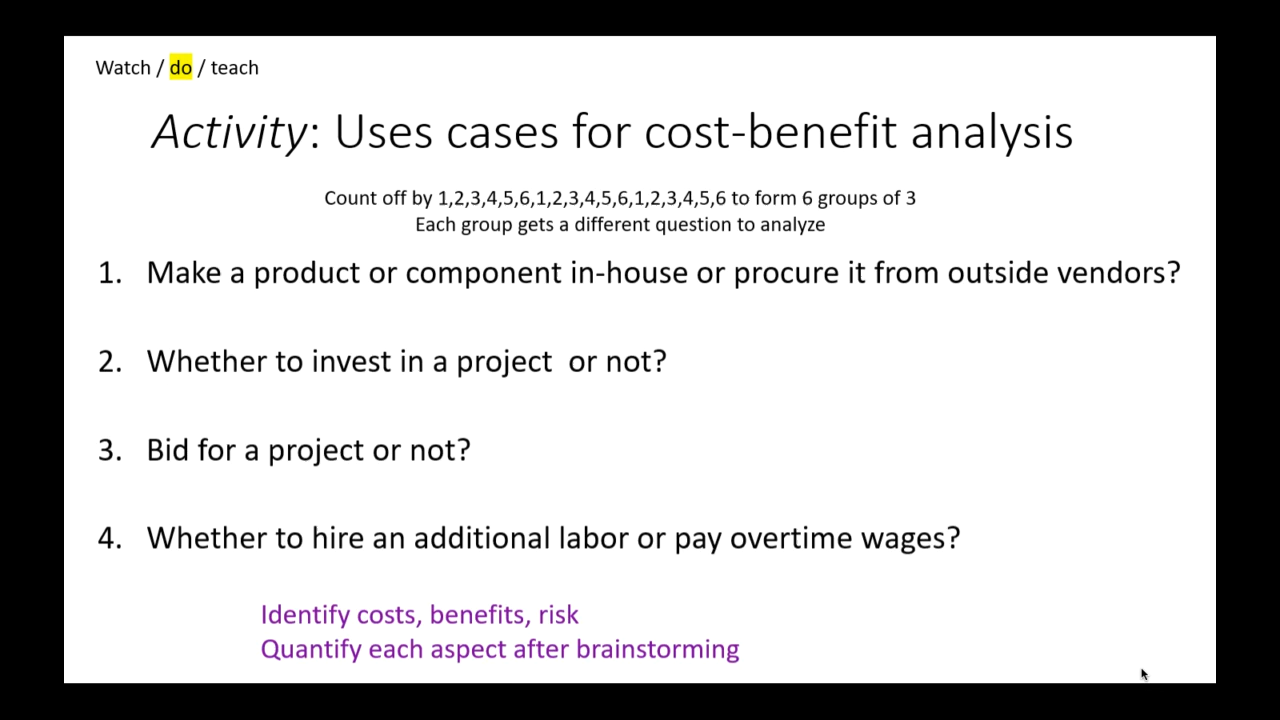 Watch / do / teach
Activity: Uses cases for cost-benefit analysis
Count off by 1,2,3,4,5,6,1,2,3,4,5,6,1,2,3,4,5,6 to form 6 groups of 3
Each group gets a different question to analyze
1. Make a product or component in-house or procure it from outside vendors?
2. Whether to invest in a project or not?
3. Bid for a project or not?
4. Whether to hire an additional labor or pay overtime wages?
Identify costs, benefits, risk
Quantify each aspect after brainstorming